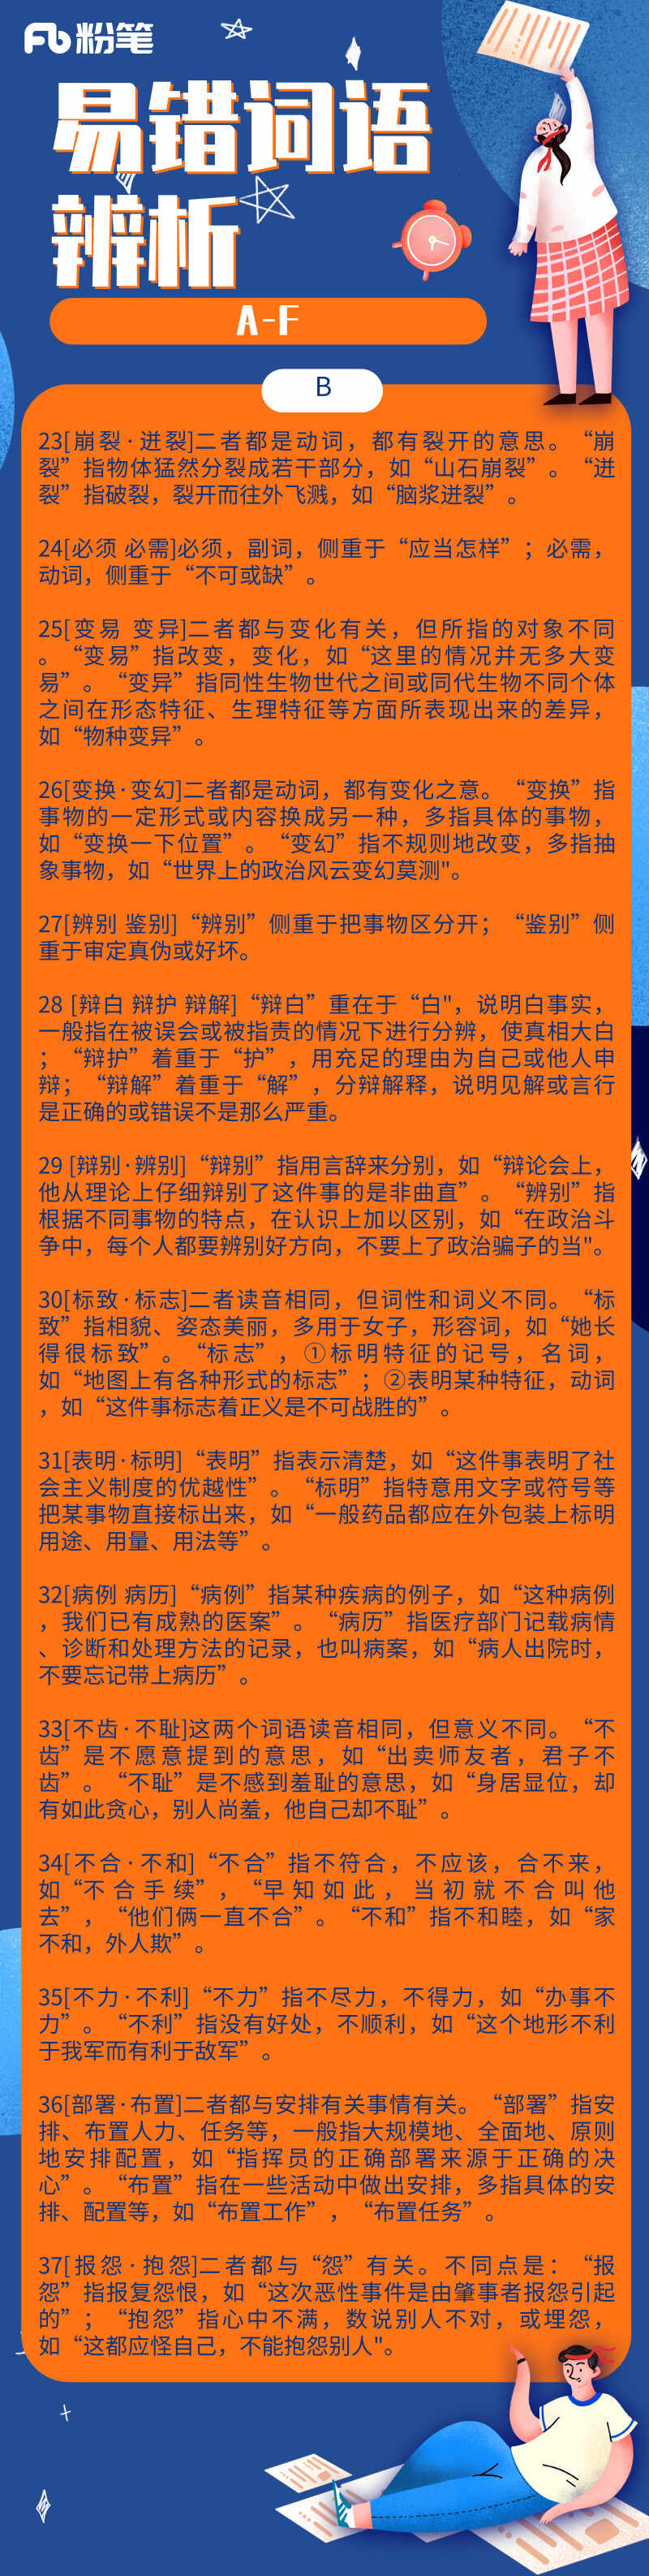 粉笔
易错词语
辨析
A-F
B
23[崩裂·迸裂]二者都是动词，都有裂开的意思。“崩
裂”指物体猛然分裂成若干部分，如“山石崩裂”。“迸
裂”指破裂，裂开而往外飞溅，如“脑浆迸裂”。
24[必须 必需]必须，副词，侧重于“应当怎样”；必需，
动词，侧重于“不可或缺”。
25[变易 变异]二者都与变化有关，但所指的对象不同
。“变易”指改变，变化，如“这里的情况并无多大变
易”。“变异”指同性生物世代之间或同代生物不同个体
之间在形态特征、生理特征等方面所表现出来的差异，
如“物种变异”。
26[变换·变幻]二者都是动词，都有变化之意。“变换”指
事物的一定形式或内容换成另一种，多指具体的事物，
如“变换一下位置”。“变幻”指不规则地改变，多指抽
象事物，如“世界上的政治风云变幻莫测"。
27[辨别 鉴别]“辨别”侧重于把事物区分开；“鉴别”侧
重于审定真伪或好坏。
28 [辩白 辩护 辩解]“辩白”重在于“白"，说明白事实，
一般指在被误会或被指责的情况下进行分辨，使真相大白
；“辩护”着重于“护”，用充足的理由为自己或他人申
辩；“辩解”着重于“解”，分辩解释，说明见解或言行
是正确的或错误不是那么严重。
29 [辩别·辨别]“辩别”指用言辞来分别，如“辩论会上，
他从理论上仔细辩别了这件事的是非曲直”。“辨别”指
根据不同事物的特点，在认识上加以区别，如“在政治斗
争中，每个人都要辨别好方向，不要上了政治骗子的当"。
30[标致·标志]二者读音相同，但词性和词义不同。“标
致”指相貌、姿态美丽，多用于女子，形容词，如“她长
得很标致”。“标志”，①标明特征的记号，名词，
如“地图上有各种形式的标志”；②表明某种特征，动词
，如“这件事标志着正义是不可战胜的”。
31[表明·标明]“表明”指表示清楚，如“这件事表明了社
会主义制度的优越性”。“标明”指特意用文字或符号等
把某事物直接标出来，如“一般药品都应在外包装上标明
用途、用量、用法等”。
32[病例 病历]“病例”指某种疾病的例子，如“这种病例
，我们已有成熟的医案”。“病历”指医疗部门记载病情
、诊断和处理方法的记录，也叫病案，如“病人出院时，
不要忘记带上病历”。
33[不齿·不耻]这两个词语读音相同，但意义不同。“不
齿”是不愿意提到的意思，如“出卖师友者，君子不
齿”。“不耻”是不感到羞耻的意思，如“身居显位，却
有如此贪心，别人尚羞，他自己却不耻”。
34[不合·不和]“不合”指不符合，不应该，合不来，
如“不合手续”，“早知如此，当初就不合叫他
去”，“他们俩一直不合”。“不和”指不和睦，如“家
不和，外人欺”。
35[不力·不利]“不力”指不尽力，不得力，如“办事不
力”。“不利”指没有好处，不顺利，如“这个地形不利
于我军而有利于敌军”。
36[部署·布置]二者都与安排有关事情有关。“部署”指安
排、布置人力、任务等，一般指大规模地、全面地、原则
地安排配置，如“指挥员的正确部署来源于正确的决
心”。“布置”指在一些活动中做出安排，多指具体的安
排、配置等，如“布置工作”，“布置任务”。
37[报怨·抱怨]二者都与“怨”有关。不同点是：“报
怨”指报复怨恨，如“这次恶性事件是由肇事者报怨引起
的”；“抱怨”指心中不满，数说别人不对，或埋怨，
如“这都应怪自己，不能抱怨别人"。